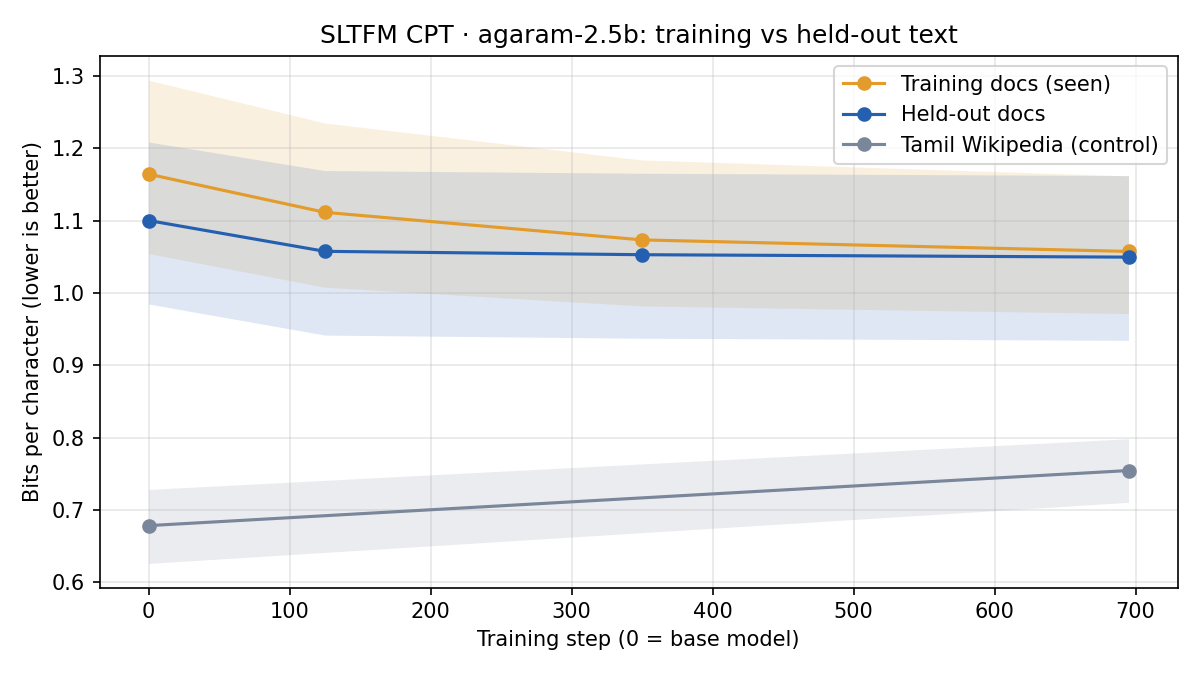 SLTFM CPT · agaram-2.5b: training vs held-out text
Training docs (seen)
Held-out docs
Tamil Wikipedia (control)
Bits per character (lower is better)
1.3
1.2
1.1
1.0
0.9
0.8
0.7
0.6
0 100 200 300 400 500 600 700
Training step (0 = base model)